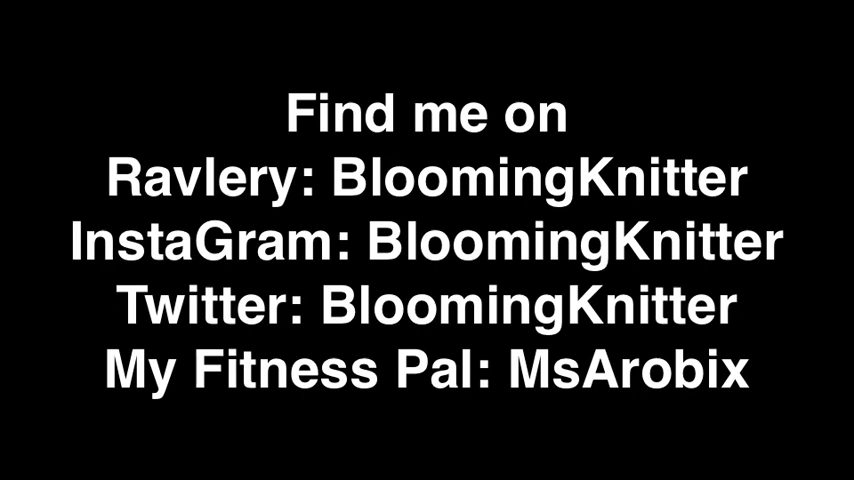 Find me on
Ravlery: BloomingKnitter
InstaGram: BloomingKnitter
Twitter: BloomingKnitter
My Fitness Pal: MsArobix